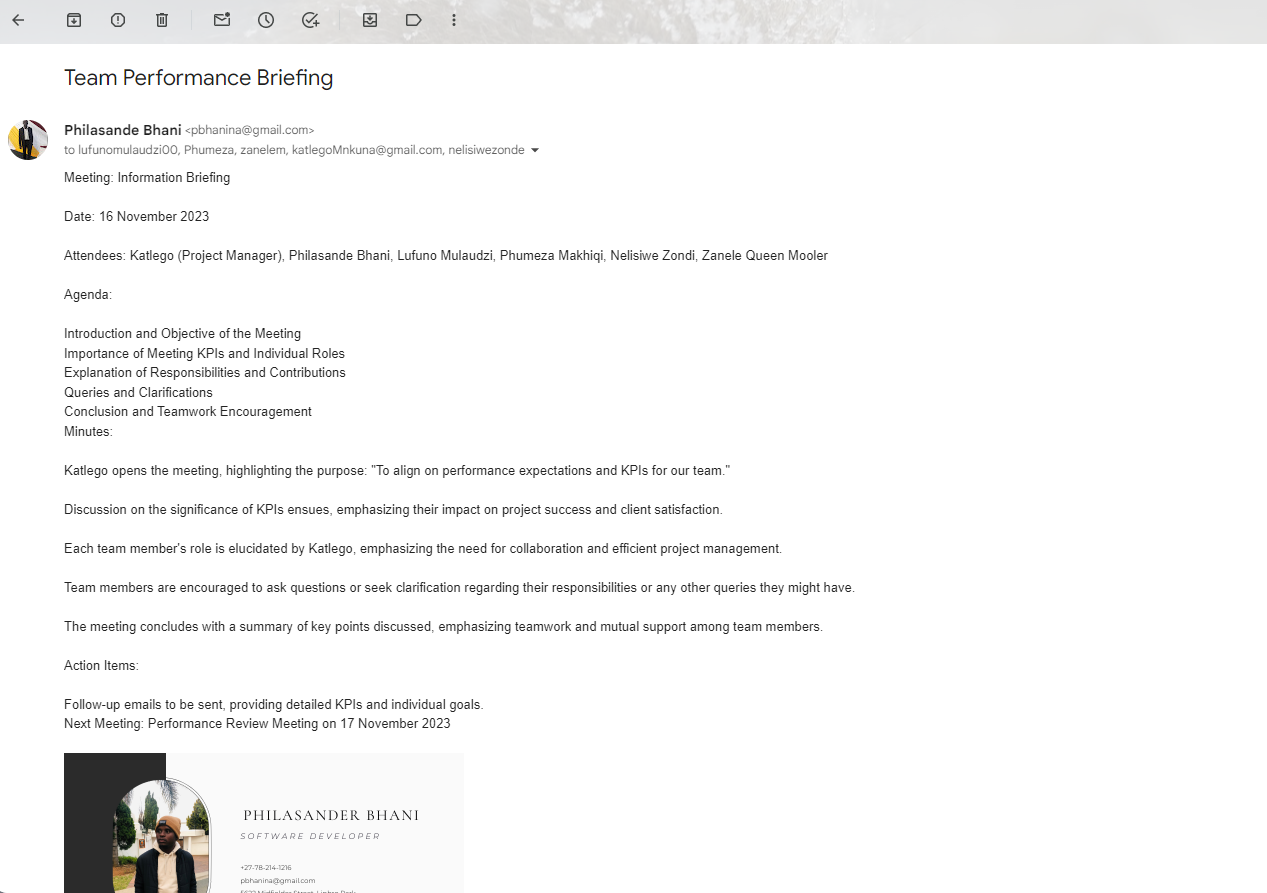 Team Performance Briefing
Philasande Bhani <pbhanina@gmail.com>
to lufunomulaudzi00, Phumeza, zanelem, katlegoMnkuna@gmail.com, nelisiwezonde
Meeting: Information Briefing
Date: 16 November 2023
Attendees: Katlego (Project Manager), Philasande Bhani, Lufuno Mulaudzi, Phumeza Makhiqi, Nelisiwe Zondi, Zanele Queen Mooler
Agenda:
Introduction and Objective of the Meeting
Importance of Meeting KPIs and Individual Roles
Explanation of Responsibilities and Contributions
Queries and Clarifications
Conclusion and Teamwork Encouragement
Minutes:
Katlego opens the meeting, highlighting the purpose: "To align on performance expectations and KPIs for our team."
Discussion on the significance of KPIs ensues, emphasizing their impact on project success and client satisfaction.
Each team member's role is elucidated by Katlego, emphasizing the need for collaboration and efficient project management.
Team members are encouraged to ask questions or seek clarification regarding their responsibilities or any other queries they might have.
The meeting concludes with a summary of key points discussed, emphasizing teamwork and mutual support among team members.
Action Items:
Follow-up emails to be sent, providing detailed KPIs and individual goals.
Next Meeting: Performance Review Meeting on 17 November 2023
PHILASANDER BHANI
SOFTWARE DEVELOPER
+27-78-214-1216
pbhanina@gmail.com